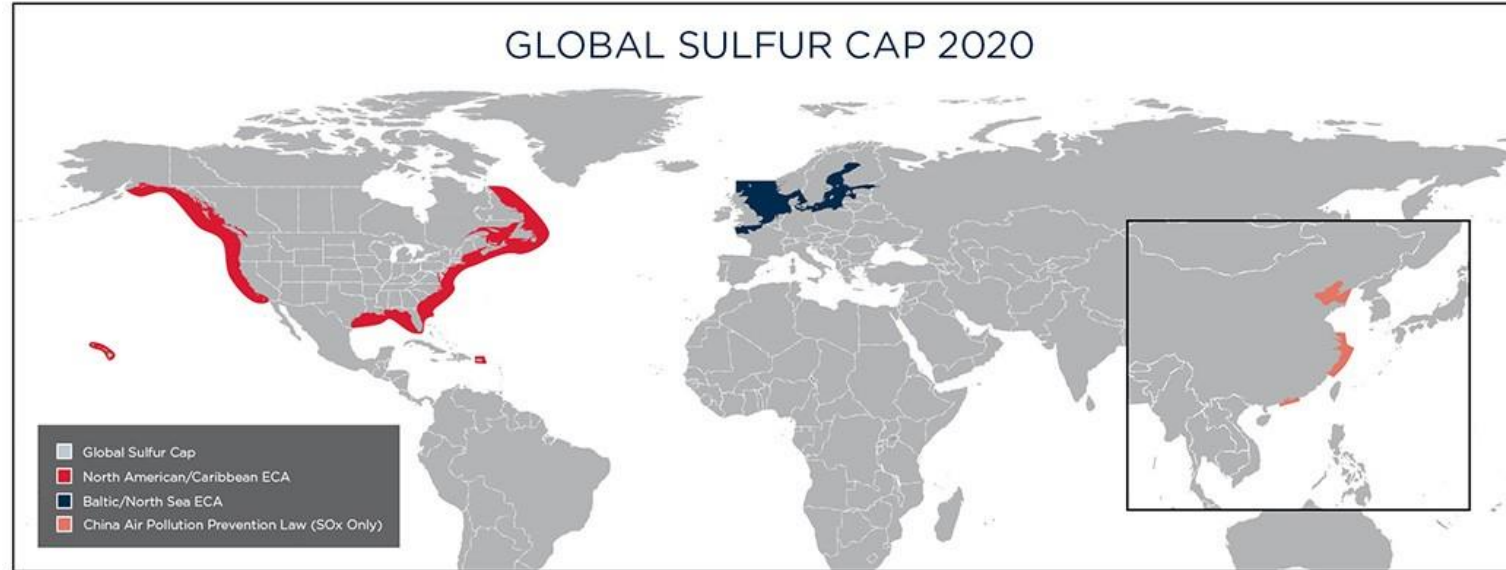 GLOBAL SULFUR CAP 2020
Global Sulfur Cap
North American/Caribbean ECA
Baltic/North Sea ECA
China Air Pollution Prevention Law (SOx Only)